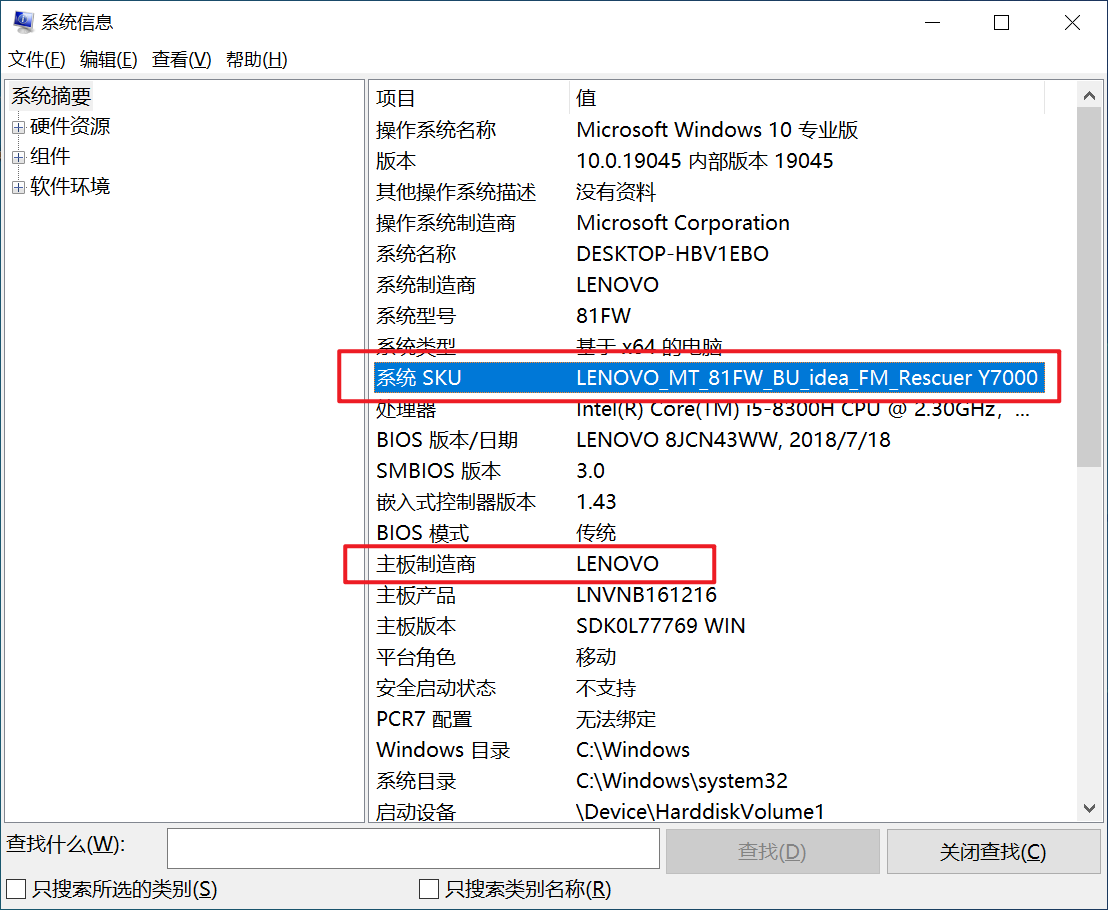 系统信息
文件(F) 编辑(E) 查看(V) 帮助(H)
系统摘要
硬件资源
组件
软件环境
项目 值
操作系统名称 Microsoft Windows 10 专业版
版本 10.0.19045 内部版本 19045
其他操作系统描述 没有资料
操作系统制造商 Microsoft Corporation
系统名称 DESKTOP-HBV1EBO
系统制造商 LENOVO
系统型号 81FW
系统类型 基于 x64 的电脑
系统 SKU LENOVO_MT_81FW_BU_idea_FM_Rescuer Y7000
处理器 Intel(R) Core(TM) i5-8300H CPU @ 2.30GHz，...
BIOS 版本/日期 LENOVO 8JCN43WW, 2018/7/18
SMBIOS 版本 3.0
嵌入式控制器版本 1.43
BIOS 模式 传统
主板制造商 LENOVO
主板产品 LNVNB161216
主板版本 SDK0L77769 WIN
平台角色 移动
安全启动状态 不支持
PCR7 配置 无法绑定
Windows 目录 C:\Windows
系统目录 C:\Windows\system32
启动设备 \Device\HarddiskVolume1
查找什么(W): 查找(D) 关闭查找(C)
只搜索所选的类别(S) 只搜索类别名称(R)